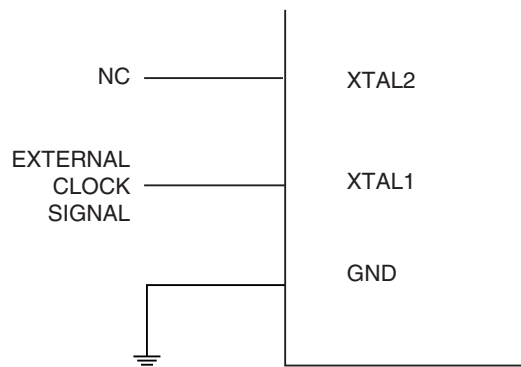 NC
XTAL2
EXTERNAL
CLOCK
SIGNAL
XTAL1
GND